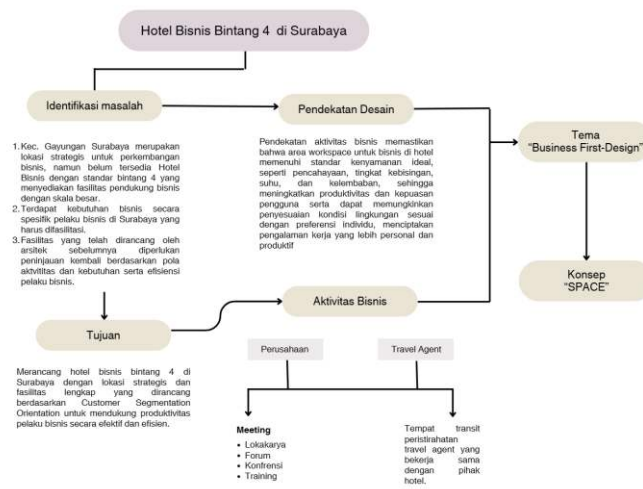 Hotel Bisnis Bintang 4 di Surabaya
Identifikasi masalah
1. Kec. Gayungan Surabaya merupakan
lokasi strategis untuk perkembangan
bisnis, namun belum tersedia Hotel
Bisnis dengan standar bintang 4 yang
menyediakan fasilitas pendukung bisnis
dengan skala besar.
2. Terdapat kebutuhan bisnis secara
spesifik pelaku bisnis di Surabaya yang
harus difasilitasi.
3. Fasilitas yang telah dirancang oleh
arsitek sebelumnya diperlukan
peninjauan kembali berdasarkan pola
aktvititas dan kebutuhan serta efisiensi
pelaku bisnis.
Tujuan
Merancang hotel bisnis bintang 4 di
Surabaya dengan lokasi strategis dan
fasilitas lengkap yang dirancang
berdasarkan Customer Segmentation
Orientation untuk mendukung produktivitas
pelaku bisnis secara efektif dan efisien.
Pendekatan Desain
Pendekatan aktivitas bisnis memastikan
bahwa area workspace untuk bisnis di hotel
memenuhi standar kenyamanan ideal,
seperti pencahayaan, tingkat kebisingan,
suhu, dan kelembaban, sehingga
meningkatkan produktivitas dan kepuasan
pengguna serta dapat memungkinkan
penyesuaian kondisi lingkungan sesuai
dengan preferensi individu, menciptakan
pengalaman kerja yang lebih personal dan
produktif
Aktivitas Bisnis
Perusahaan
Travel Agent
Meeting
• Lokakarya
• Forum
• Konfrensi
• Training
Tempat transit
peristirahatan
travel agent yang
bekerja sama
dengan pihak
hotel.
Tema
“Business First-Design”
Konsep
“SPACE”